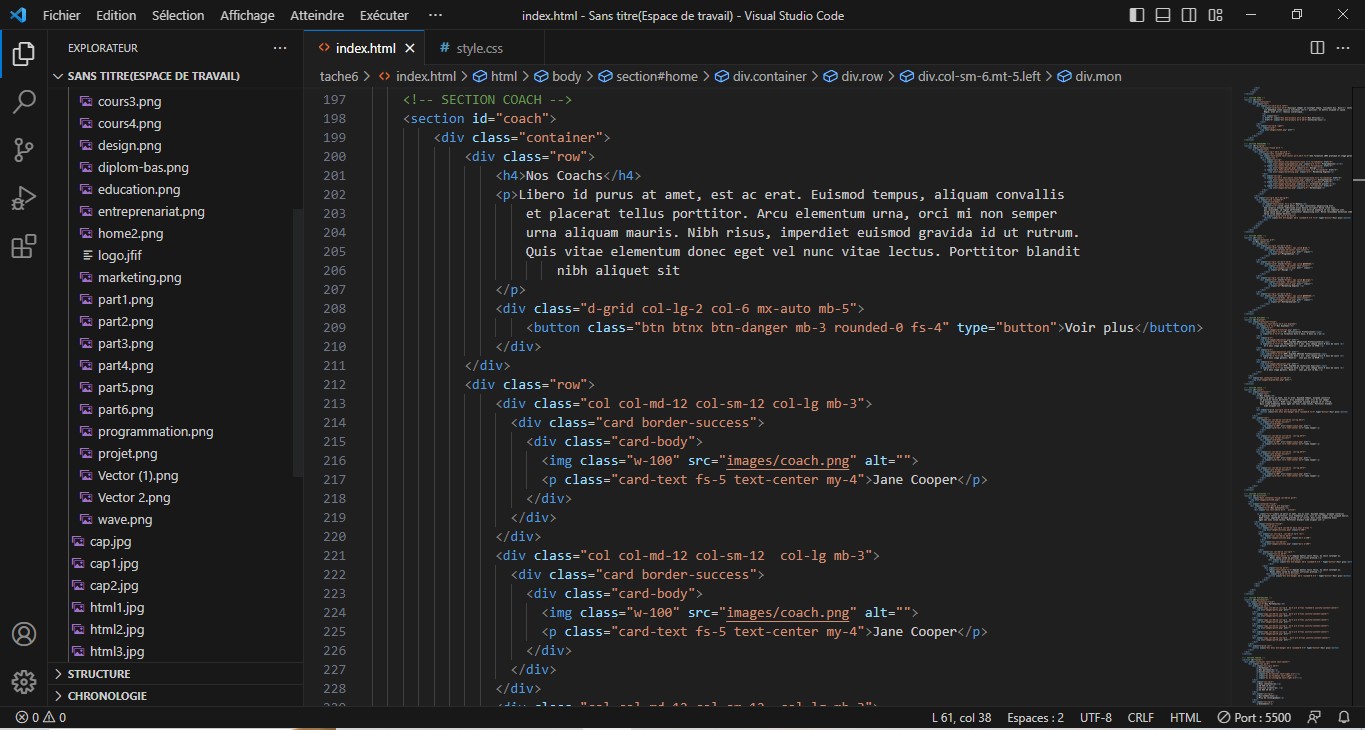 Fichier Edition Sélection Affichage Atteindre Exécuter ··· index.html - Sans titre(Espace de travail) - Visual Studio Code
EXPLORATEUR ···
SANS TITRE(ESPACE DE TRAVAIL)
cours3.png
cours4.png
design.png
diplom-bas.png
education.png
entreprenariat.png
home2.png
logo.jfif
marketing.png
part1.png
part2.png
part3.png
part4.png
part5.png
part6.png
programmation.png
projet.png
Vector (1).png
Vector 2.png
wave.png
cap.jpg
cap1.jpg
cap2.jpg
html1.jpg
html2.jpg
html3.jpg
STRUCTURE
CHRONOLOGIE
index.html # style.css
tache6 > index.html > html > body > section#home > div.container > div.row > div.col-sm-6.mt-5.left > div.mon
197 <!-- SECTION COACH -->
198 <section id="coach">
199 <div class="container">
200 <div class="row">
201 <h4>Nos Coachs</h4>
202 <p>Libero id purus at amet, est ac erat. Euismod tempus, aliquam convallis
203 et placerat tellus porttitor. Arcu elementum urna, orci mi non semper
204 urna aliquam mauris. Nibh risus, imperdiet euismod gravida id ut rutrum.
205 Quis vitae elementum donec eget vel nunc vitae lectus. Porttitor blandit
206 nibh aliquet sit
207 </p>
208 <div class="d-grid col-lg-2 col-6 mx-auto mb-5">
209 <button class="btn btnx btn-danger mb-3 rounded-0 fs-4" type="button">Voir plus</button>
210 </div>
211 </div>
212 <div class="row">
213 <div class="col col-md-12 col-sm-12 col-lg mb-3">
214 <div class="card border-success">
215 <div class="card-body">
216 <img class="w-100" src="images/coach.png" alt="">
217 <p class="card-text fs-5 text-center my-4">Jane Cooper</p>
218 </div>
219 </div>
220 </div>
221 <div class="col col-md-12 col-sm-12  col-lg mb-3">
222 <div class="card border-success">
223 <div class="card-body">
224 <img class="w-100" src="images/coach.png" alt="">
225 <p class="card-text fs-5 text-center my-4">Jane Cooper</p>
226 </div>
227 </div>
228 </div>
0 0 L 61, col 38 Espaces : 2 UTF-8 CRLF HTML Port : 5500